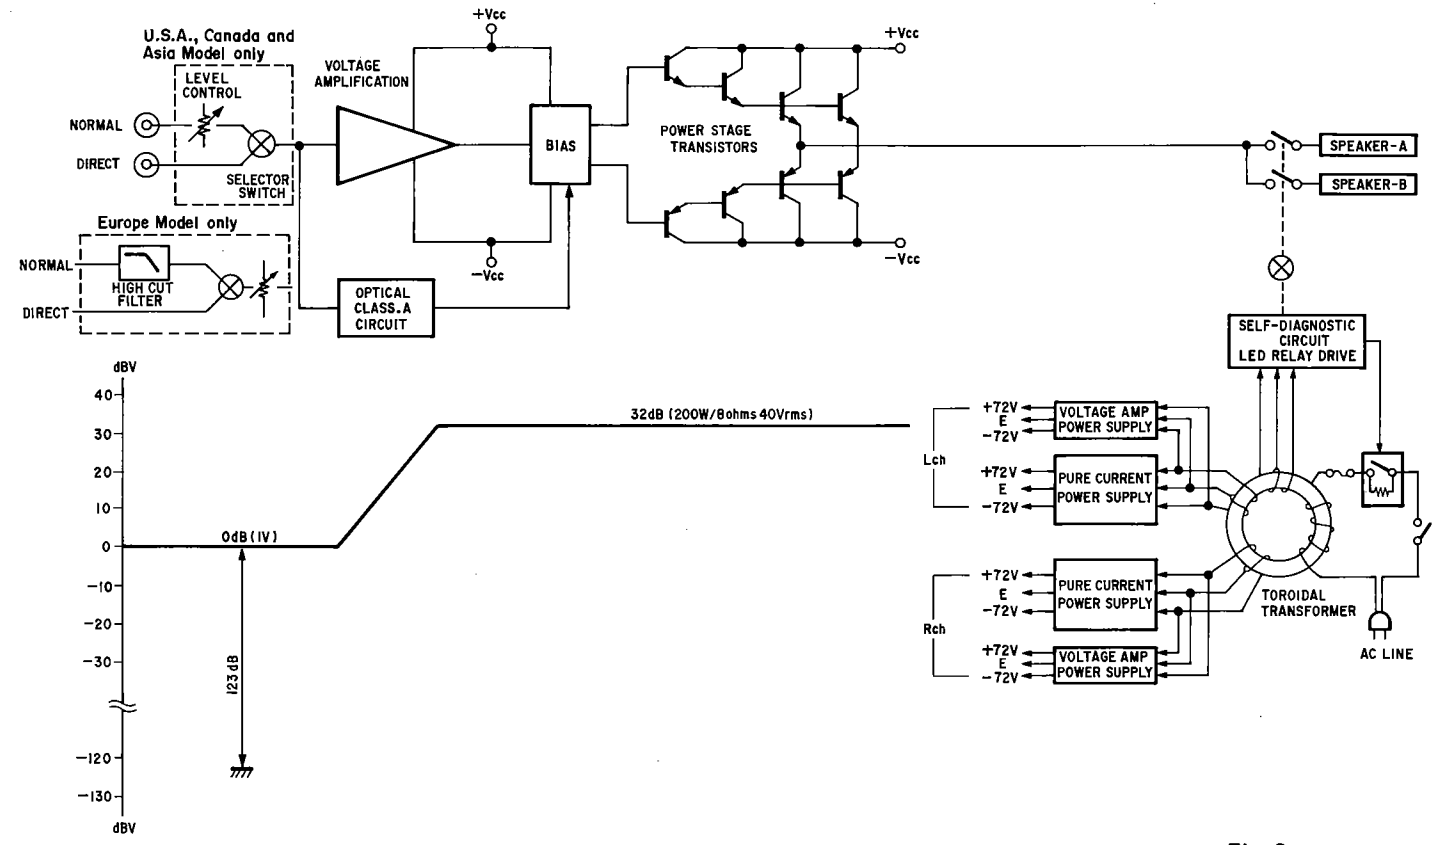 U.S.A., Canada and
Asia Model only
LEVEL
CONTROL
NORMAL
DIRECT
SELECTOR
SWITCH
VOLTAGE
AMPLIFICATION
+Vcc
BIAS
-Vcc
POWER STAGE
TRANSISTORS
+Vcc
-Vcc
SPEAKER-A
SPEAKER-B
Europe Model only
NORMAL
HIGH CUT
FILTER
DIRECT
OPTICAL
CLASS.A
CIRCUIT
SELF-DIAGNOSTIC
CIRCUIT
LED RELAY DRIVE
dBV
40
30
20
10
0
-10
-20
-30
-120
-130
dBV
0dB(1V)
123dB
32dB (200W/8ohms 40Vrms)
Lch
+72V
E
-72V
VOLTAGE AMP
POWER SUPPLY
+72V
E
-72V
PURE CURRENT
POWER SUPPLY
Rch
+72V
E
-72V
PURE CURRENT
POWER SUPPLY
+72V
E
-72V
VOLTAGE AMP
POWER SUPPLY
TOROIDAL
TRANSFORMER
AC LINE